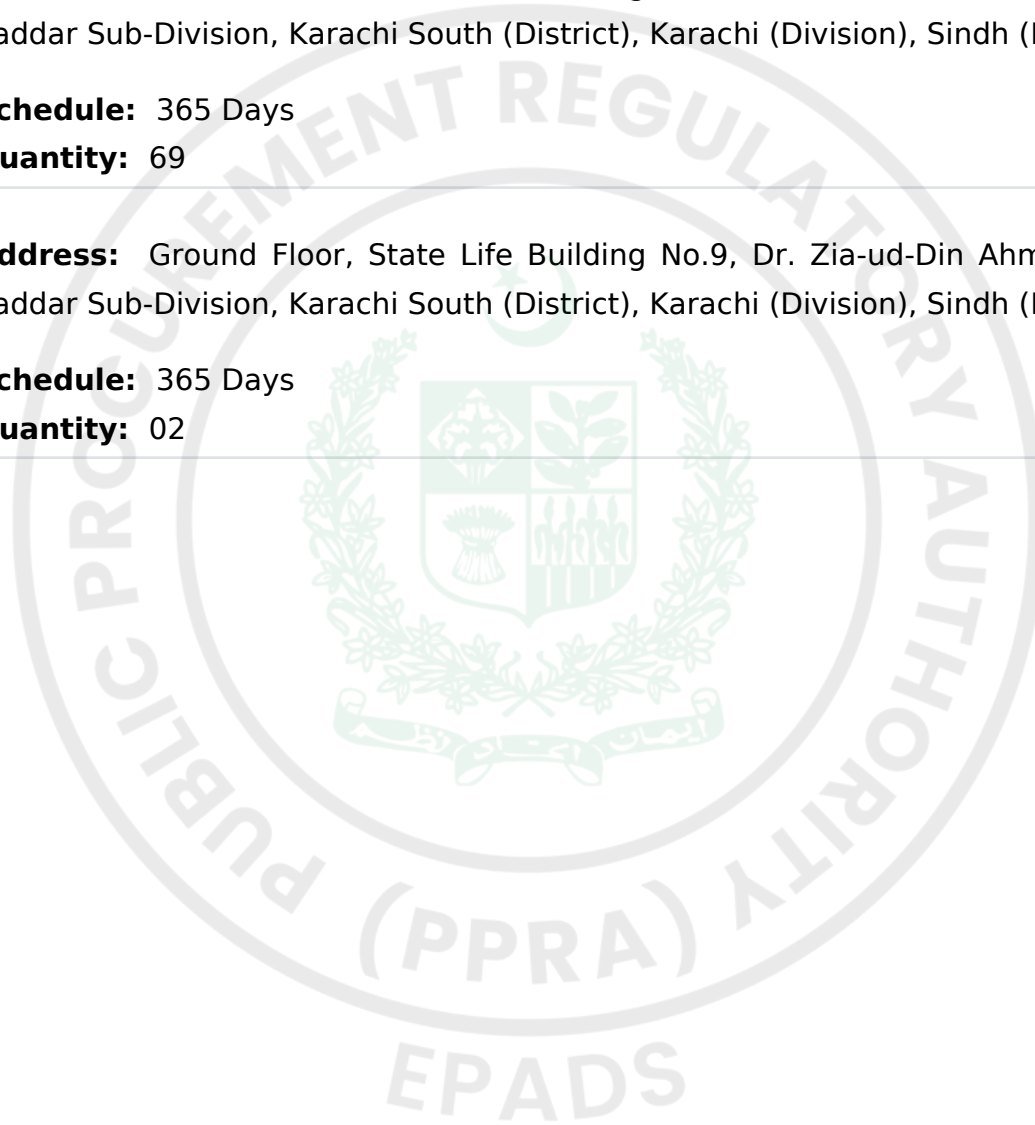 addar Sub-Division, Karachi South (District), Karachi (Division), Sindh (
chedule: 365 Days
uantity: 69
ddress: Ground Floor, State Life Building No.9, Dr. Zia-ud-Din Ahm
addar Sub-Division, Karachi South (District), Karachi (Division), Sindh (
chedule: 365 Days
uantity: 02
PUBLIC PROCUREMENT REGULATORY AUTHORITY
(PPRA)
EPADS